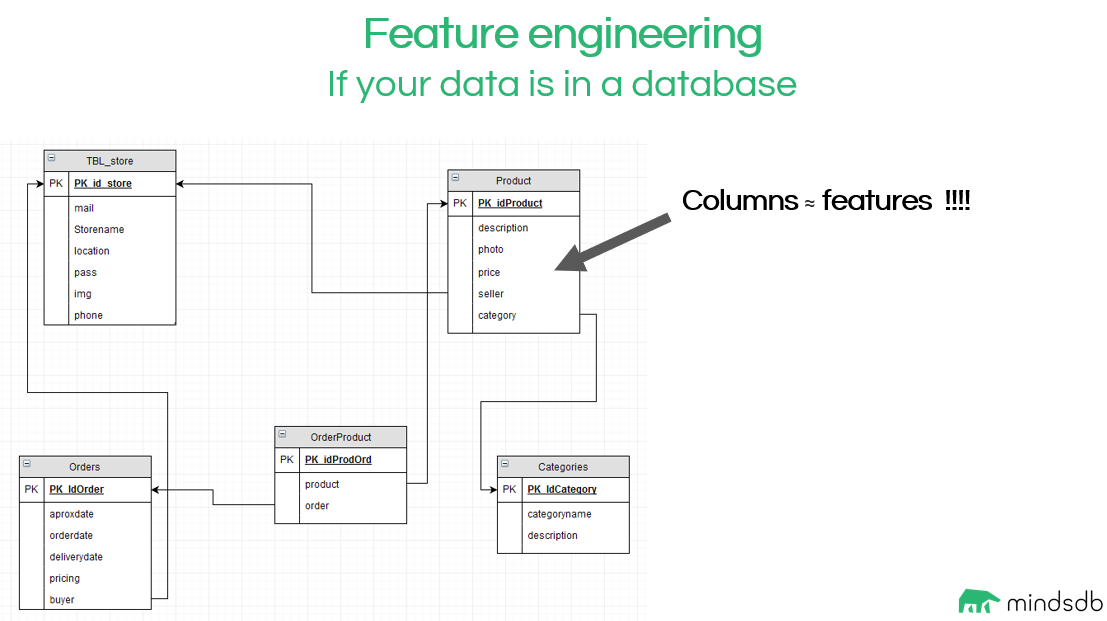 Feature engineering
If your data is in a database
TBL_store
PK PK_id_store
mail
Storename
location
pass
img
phone
Product
PK PK_idProduct
description
photo
price
seller
category
Columns ≈ features !!!!
Orders
PK PK_IdOrder
aproxdate
orderdate
deliverydate
pricing
buyer
OrderProduct
PK PK_idProdOrd
product
order
Categories
PK PK_IdCategory
categoryname
description
mindsdb